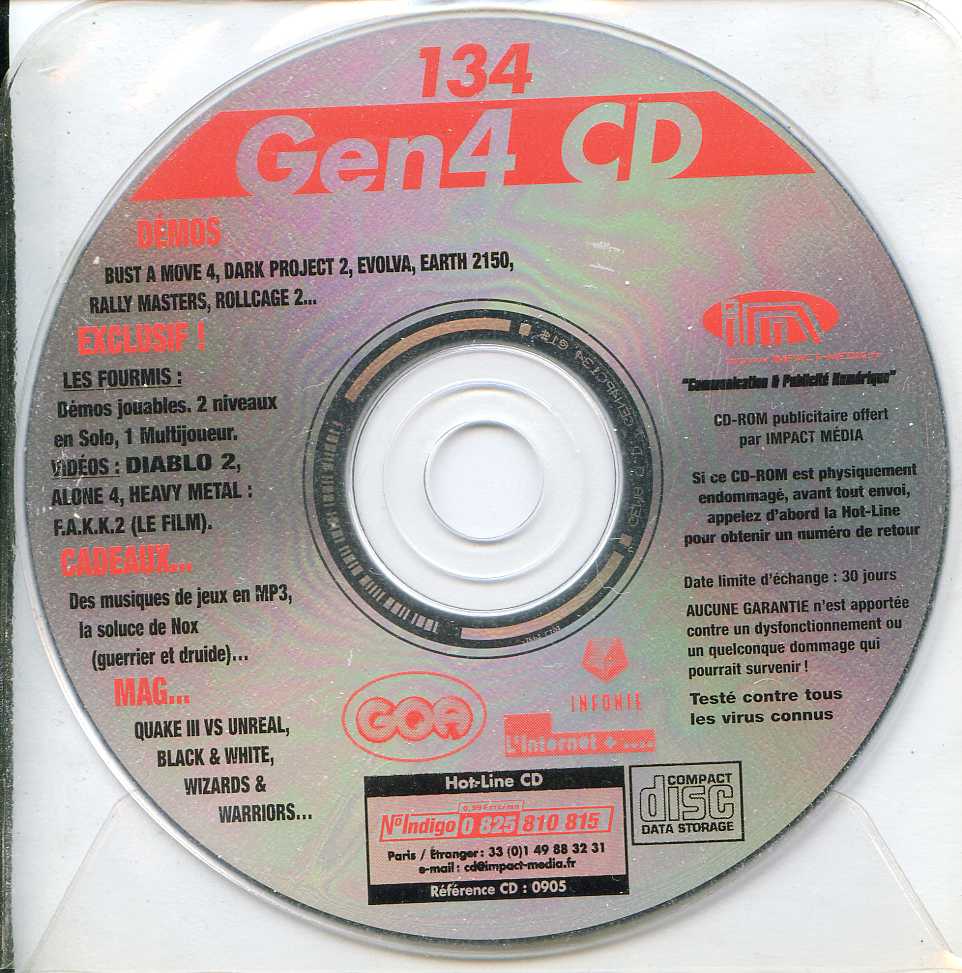 134
Gen4 CD
DÉMOS
BUST A MOVE 4, DARK PROJECT 2, EVOLVA, EARTH 2150,
RALLY MASTERS, ROLLCAGE 2...
EXCLUSIF !
LES FOURMIS :
Démos jouables. 2 niveaux
en Solo, 1 Multijoueur.
VIDÉOS : DIABLO 2,
ALONE 4, HEAVY METAL :
F.A.K.K.2 (LE FILM).
CADEAUX...
Des musiques de jeux en MP3,
la soluce de Nox
(guerrier et druide)...
MAG...
QUAKE III VS UNREAL,
BLACK & WHITE,
WIZARDS &
WARRIORS...
"Communication & Publicité Numérique"
CD-ROM publicitaire offert
par IMPACT MÉDIA
Si ce CD-ROM est physiquement
endommagé, avant tout envoi,
appelez d'abord la Hot-Line
pour obtenir un numéro de retour
Date limite d'échange : 30 jours
AUCUNE GARANTIE n'est apportée
contre un dysfonctionnement ou
un quelconque dommage qui
pourrait survenir !
Testé contre tous
les virus connus
GOA
INFONIE
L'Internet + ....
Hot-Line CD
N° Indigo 0 825 810 815
Paris / Étranger : 33 (0)1 49 88 32 31
e-mail : cd@impact-media.fr
Référence CD : 0905
COMPACT
disc
DATA STORAGE